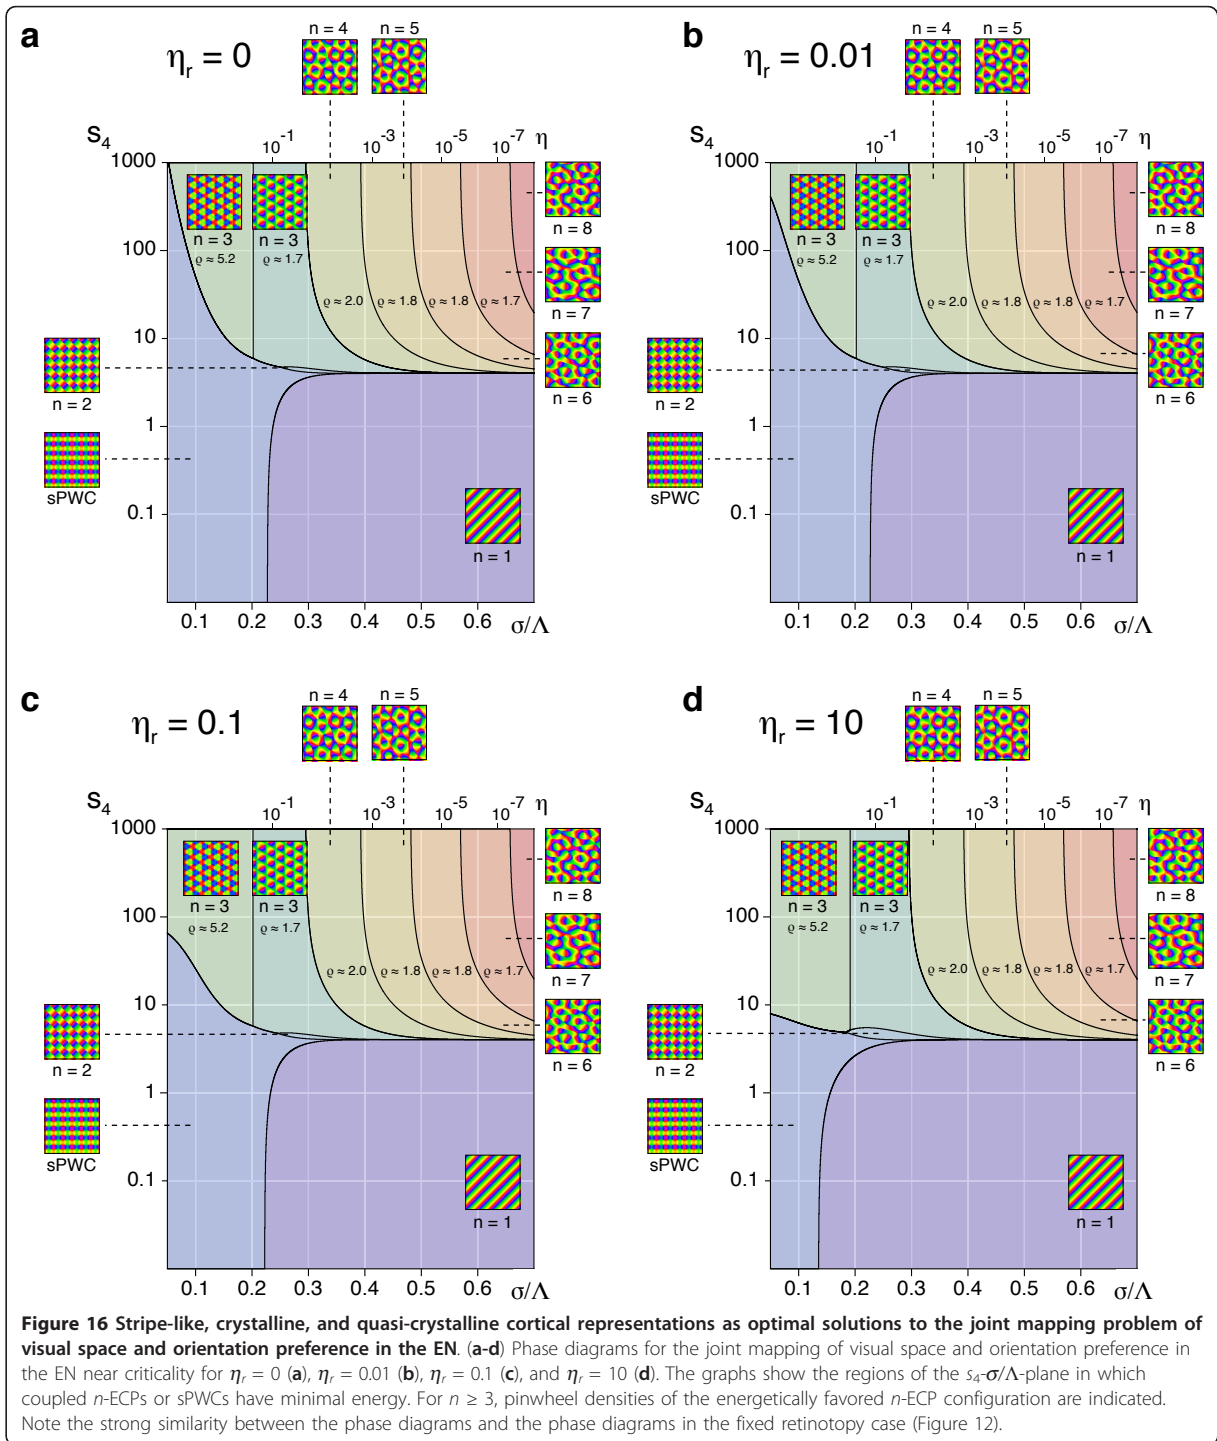 a
η_r = 0
n = 4
n = 5
S_4
10^-1
10^-3
10^-5
10^-7
η
1000
100
10
1
0.1
n = 3
ϱ ≈ 5.2
n = 3
ϱ ≈ 1.7
ϱ ≈ 2.0
ϱ ≈ 1.8
ϱ ≈ 1.8
ϱ ≈ 1.7
n = 8
n = 7
n = 6
n = 2
sPWC
n = 1
0.1
0.2
0.3
0.4
0.5
0.6
σ/Λ
b
η_r = 0.01
n = 4
n = 5
S_4
10^-1
10^-3
10^-5
10^-7
η
1000
100
10
1
0.1
n = 3
ϱ ≈ 5.2
n = 3
ϱ ≈ 1.7
ϱ ≈ 2.0
ϱ ≈ 1.8
ϱ ≈ 1.8
ϱ ≈ 1.7
n = 8
n = 7
n = 6
n = 2
sPWC
n = 1
0.1
0.2
0.3
0.4
0.5
0.6
σ/Λ
c
η_r = 0.1
n = 4
n = 5
S_4
10^-1
10^-3
10^-5
10^-7
η
1000
100
10
1
0.1
n = 3
ϱ ≈ 5.2
n = 3
ϱ ≈ 1.7
ϱ ≈ 2.0
ϱ ≈ 1.8
ϱ ≈ 1.8
ϱ ≈ 1.7
n = 8
n = 7
n = 6
n = 2
sPWC
n = 1
0.1
0.2
0.3
0.4
0.5
0.6
σ/Λ
d
η_r = 10
n = 4
n = 5
S_4
10^-1
10^-3
10^-5
10^-7
η
1000
100
10
1
0.1
n = 3
ϱ ≈ 5.2
n = 3
ϱ ≈ 1.7
ϱ ≈ 2.0
ϱ ≈ 1.8
ϱ ≈ 1.8
ϱ ≈ 1.7
n = 8
n = 7
n = 6
n = 2
sPWC
n = 1
0.1
0.2
0.3
0.4
0.5
0.6
σ/Λ
Figure 16 Stripe-like, crystalline, and quasi-crystalline cortical representations as optimal solutions to the joint mapping problem of
visual space and orientation preference in the EN. (a-d) Phase diagrams for the joint mapping of visual space and orientation preference in
the EN near criticality for η_r = 0 (a), η_r = 0.01 (b), η_r = 0.1 (c), and η_r = 10 (d). The graphs show the regions of the s_4-σ/Λ-plane in which
coupled n-ECPs or sPWCs have minimal energy. For n ≥ 3, pinwheel densities of the energetically favored n-ECP configuration are indicated.
Note the strong similarity between the phase diagrams and the phase diagrams in the fixed retinotopy case (Figure 12).